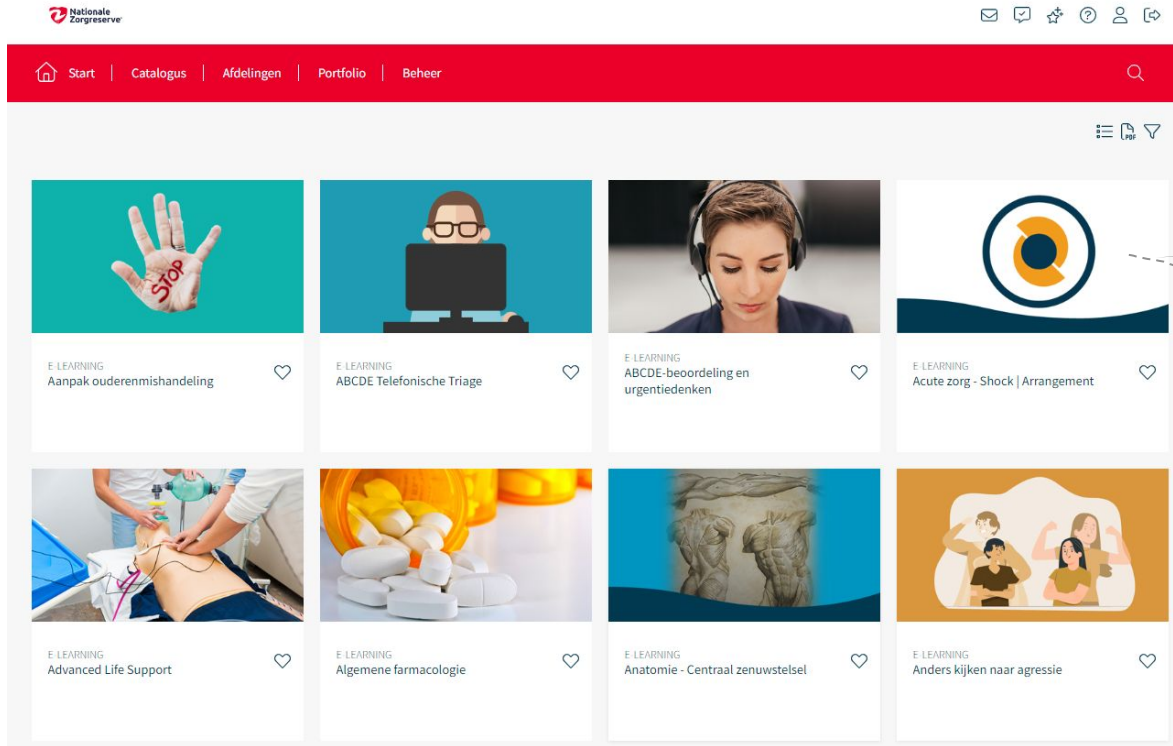 Nationale
Zorgreserve
Start | Catalogus | Afdelingen | Portfolio | Beheer
PDF
STOP
E-LEARNING
Aanpak ouderenmishandeling
E-LEARNING
ABCDE Telefonische Triage
E-LEARNING
ABCDE-beoordeling en
urgentiedenken
E-LEARNING
Acute zorg - Shock | Arrangement
E-LEARNING
Advanced Life Support
E-LEARNING
Algemene farmacologie
E-LEARNING
Anatomie - Centraal zenuwstelsel
E-LEARNING
Anders kijken naar agressie